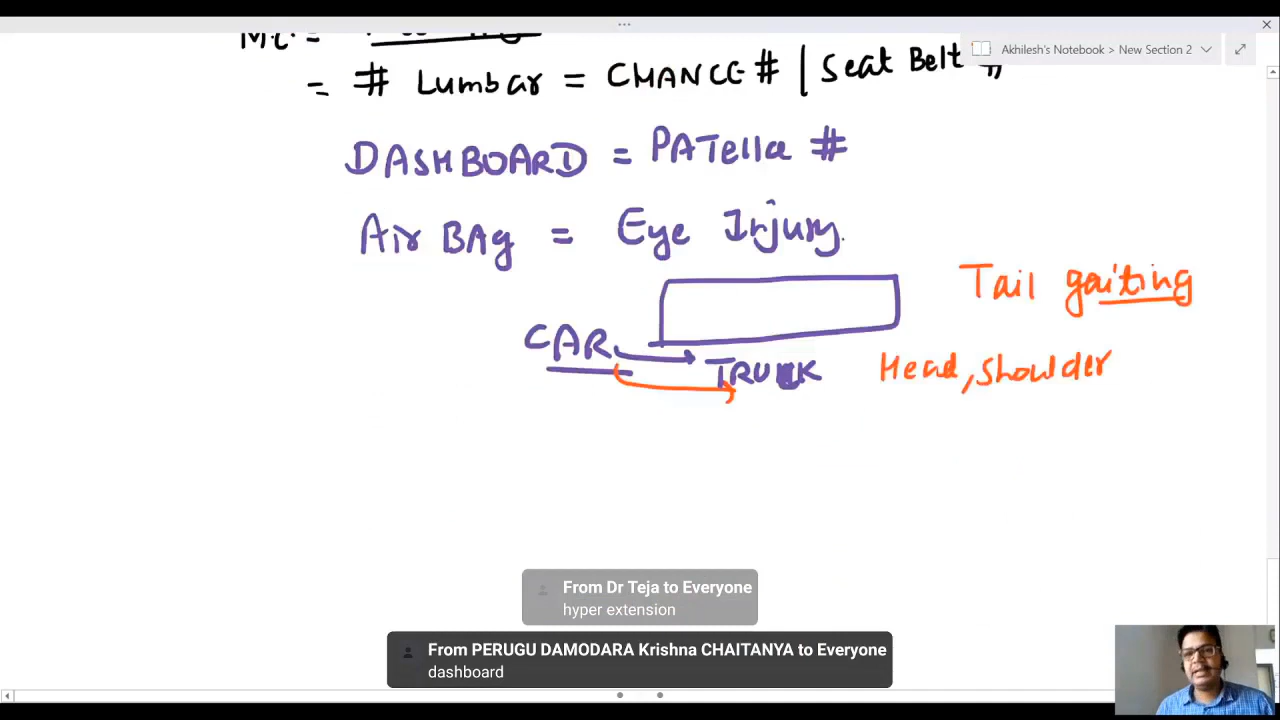 Akhilesh's Notebook > New Section 2
= # Lumbar = CHANCE # | Seat Belt #
DASHBOARD = PATella #
Air BAg = Eye Injury.
Tail gaiting
CAR
TRUCK
Head, Shoulder
From Dr Teja to Everyone
hyper extension
From PERUGU DAMODARA Krishna CHAITANYA to Everyone
dashboard